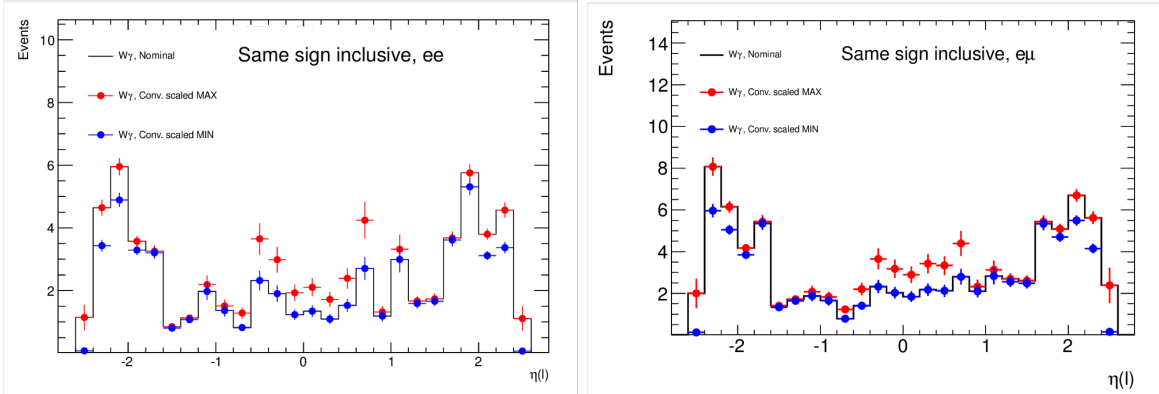 Events
10
8
6
4
2
Same sign inclusive, ee
Wγ, Nominal
Wγ, Conv. scaled MAX
Wγ, Conv. scaled MIN
-2 -1 0 1 2
η(l)
Events
14
12
10
8
6
4
2
0
Same sign inclusive, eμ
Wγ, Nominal
Wγ, Conv. scaled MAX
Wγ, Conv. scaled MIN
-2 -1 0 1 2
η(l)